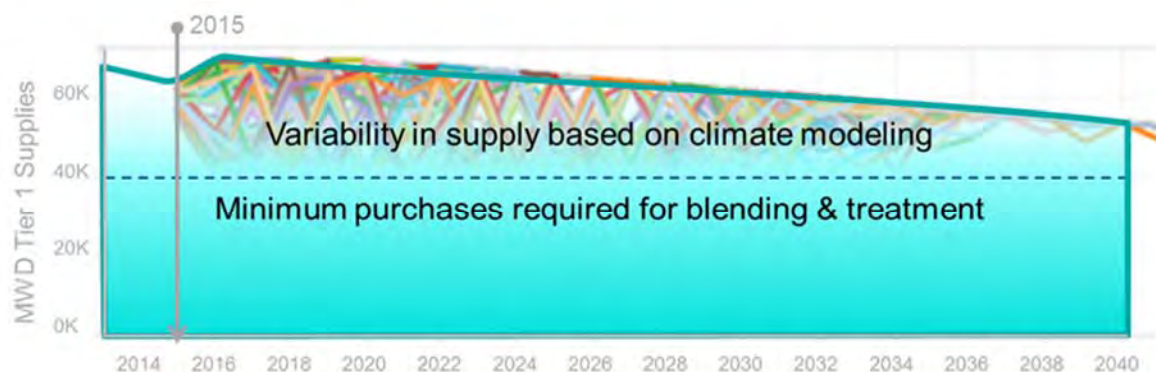 2015
MWD Tier 1 Supplies
60K
Variability in supply based on climate modeling
40K
Minimum purchases required for blending & treatment
20K
0K
2014 2016 2018 2020 2022 2024 2026 2028 2030 2032 2034 2036 2038 2040